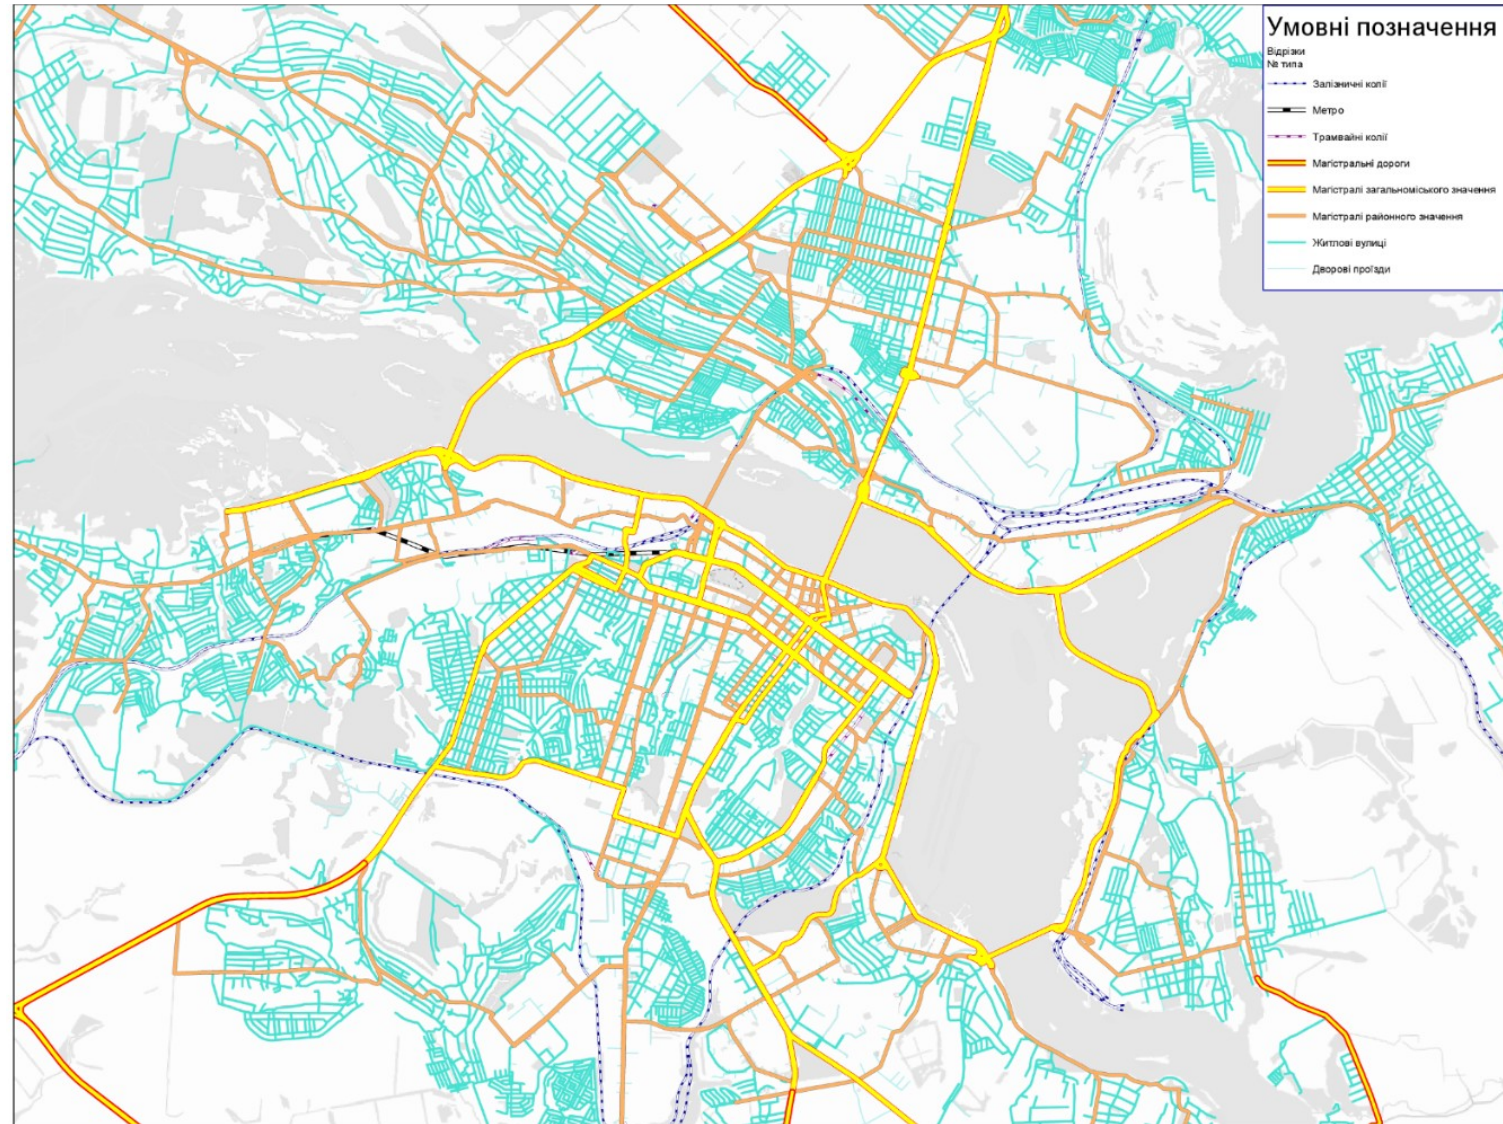 Умовні позначення
Відрізки
№ типа
Залізничні колії
Метро
Трамвайні колії
Магістральні дороги
Магістралі загальноміського значення
Магістралі районного значення
Житлові вулиці
Дворові проїзди